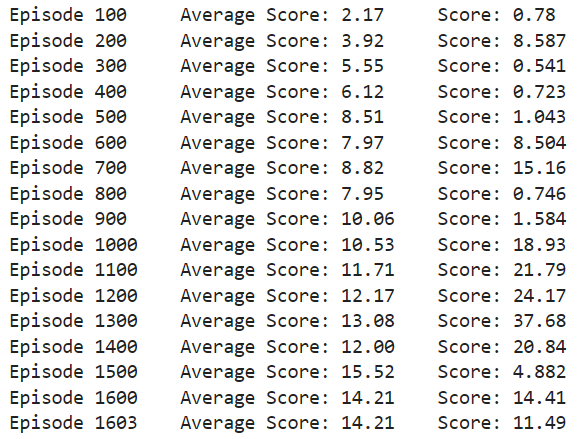 Episode 100 Average Score: 2.17 Score: 0.78
Episode 200 Average Score: 3.92 Score: 8.587
Episode 300 Average Score: 5.55 Score: 0.541
Episode 400 Average Score: 6.12 Score: 0.723
Episode 500 Average Score: 8.51 Score: 1.043
Episode 600 Average Score: 7.97 Score: 8.504
Episode 700 Average Score: 8.82 Score: 15.16
Episode 800 Average Score: 7.95 Score: 0.746
Episode 900 Average Score: 10.06 Score: 1.584
Episode 1000 Average Score: 10.53 Score: 18.93
Episode 1100 Average Score: 11.71 Score: 21.79
Episode 1200 Average Score: 12.17 Score: 24.17
Episode 1300 Average Score: 13.08 Score: 37.68
Episode 1400 Average Score: 12.00 Score: 20.84
Episode 1500 Average Score: 15.52 Score: 4.882
Episode 1600 Average Score: 14.21 Score: 14.41
Episode 1603 Average Score: 14.21 Score: 11.49